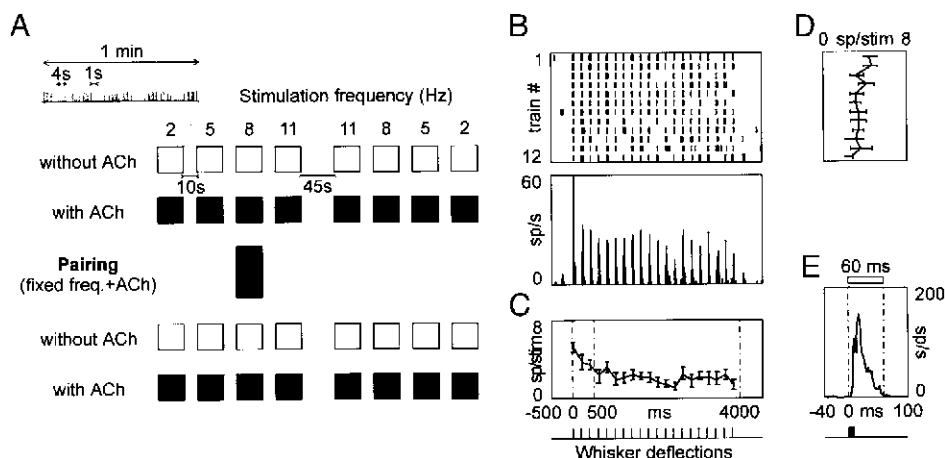 A
1 min
4s 1s
Stimulation frequency (Hz)
2 5 8 11 11 8 5 2
without ACh
10s 45s
with ACh
Pairing
(fixed freq.+ACh)
without ACh
with ACh
B
1
train #
12
60
sp/s
0
C
8
sp/stim
0
-500 0 500 ms 4000
Whisker deflections
D
0 sp/stim 8
E
60 ms
200
sp/s
0
-40 0 ms 100